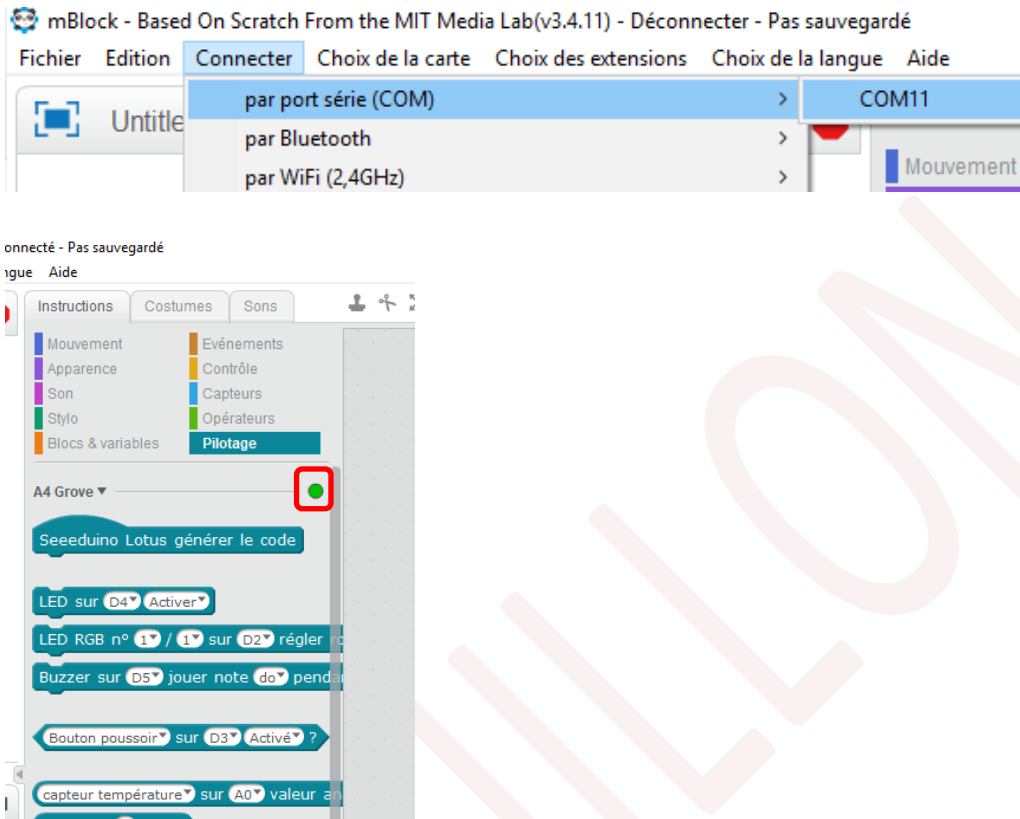 mBlock - Based On Scratch From the MIT Media Lab(v3.4.11) - Déconnecter - Pas sauvegardé
Fichier Edition Connecter Choix de la carte Choix des extensions Choix de la langue Aide
Untitle
par port série (COM) > COM11
par Bluetooth >
par WiFi (2,4GHz) >
Mouvement
onnecté - Pas sauvegardé
ngue Aide
Instructions Costumes Sons
Mouvement Evénements
Apparence Contrôle
Son Capteurs
Stylo Opérateurs
Blocs & variables Pilotage
A4 Grove
Seeeduino Lotus générer le code
LED sur D4 Activer
LED RGB n° 1 / 1 sur D2 régler
Buzzer sur D5 jouer note do penda
Bouton poussoir sur D3 Activé ?
capteur température sur A0 valeur an